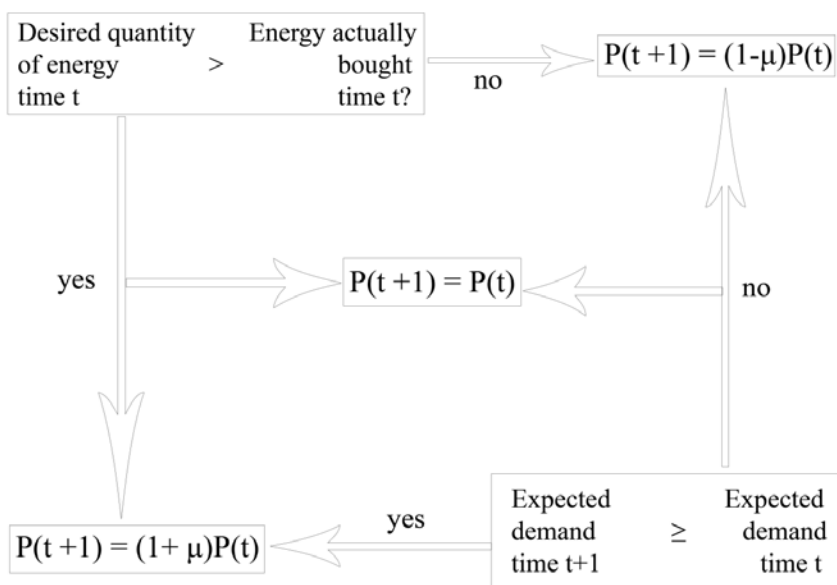 Desired quantity Energy actually
of energy > bought
time t time t?
no
P(t +1) = (1-μ)P(t)
yes
P(t +1) = P(t)
no
P(t +1) = (1+ μ)P(t)
yes
Expected Expected
demand ≥ demand
time t+1 time t